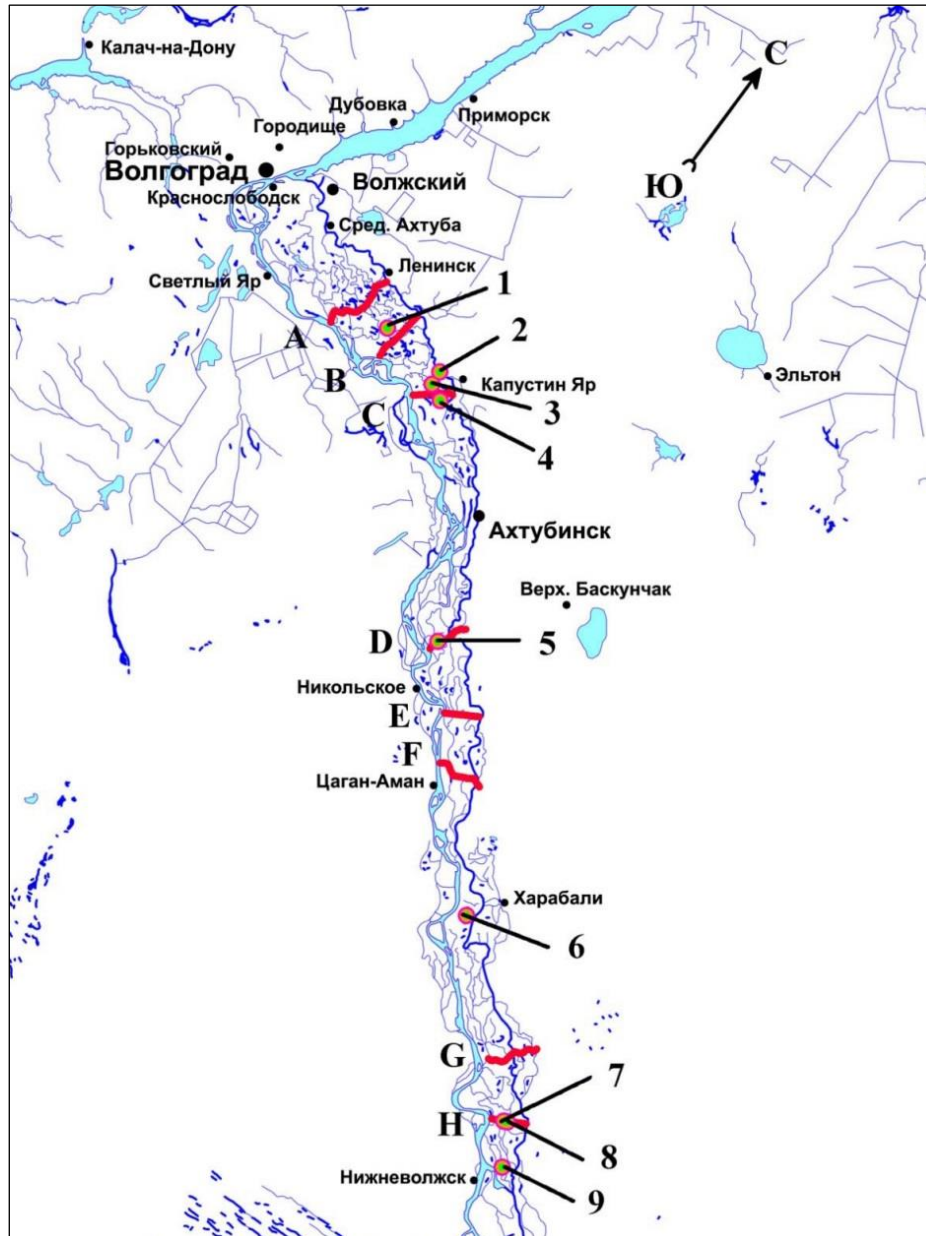 Калач-на-Дону
С
Дубовка
Приморск
Городище
Горьковский
Волгоград
Ю
Волжский
Краснослободск
Сред. Ахтуба
Ленинск
Светлый Яр
1
A
2
Эльтон
B
Капустин Яр
3
C
4
Ахтубинск
Верх. Баскунчак
D
5
Никольское
E
F
Цаган-Аман
Харабали
6
G
7
H
8
Нижневолжск
9